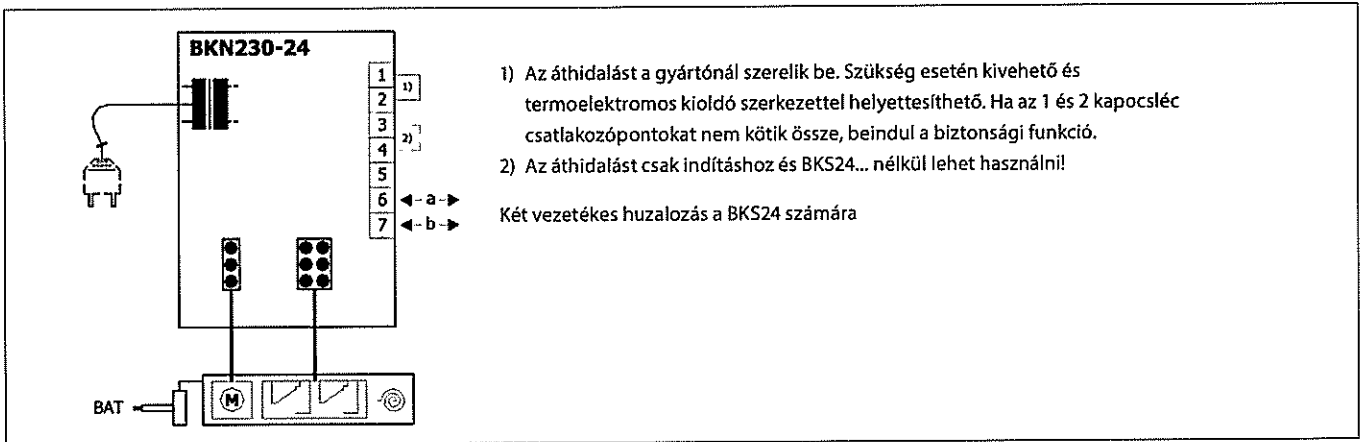 BKN230-24
1
2
3
4
5
6
7
1)
2)
a
b
M
BAT
1) Az áthidalást a gyártónál szerelik be. Szükség esetén kivehető és
termoelektromos kioldó szerkezettel helyettesíthető. Ha az 1 és 2 kapocsléc
csatlakozópontokat nem kötik össze, beindul a biztonsági funkció.
2) Az áthidalást csak indításhoz és BKS24... nélkül lehet használni!
Két vezetékes huzalozás a BKS24 számára